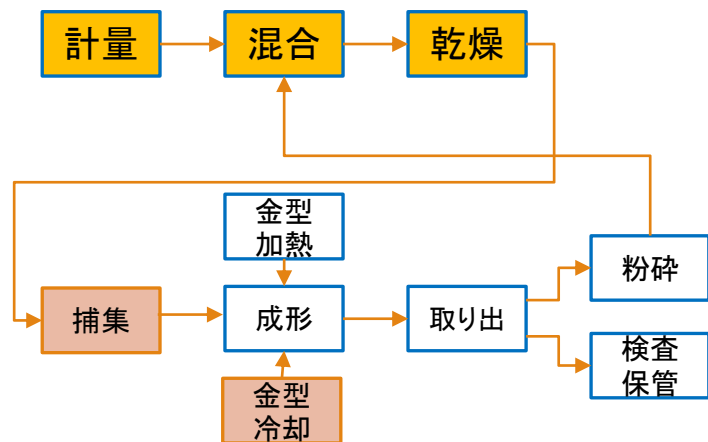 計量
混合
乾燥
金型
加熱
粉砕
捕集
成形
取り出
検査
保管
金型
冷却